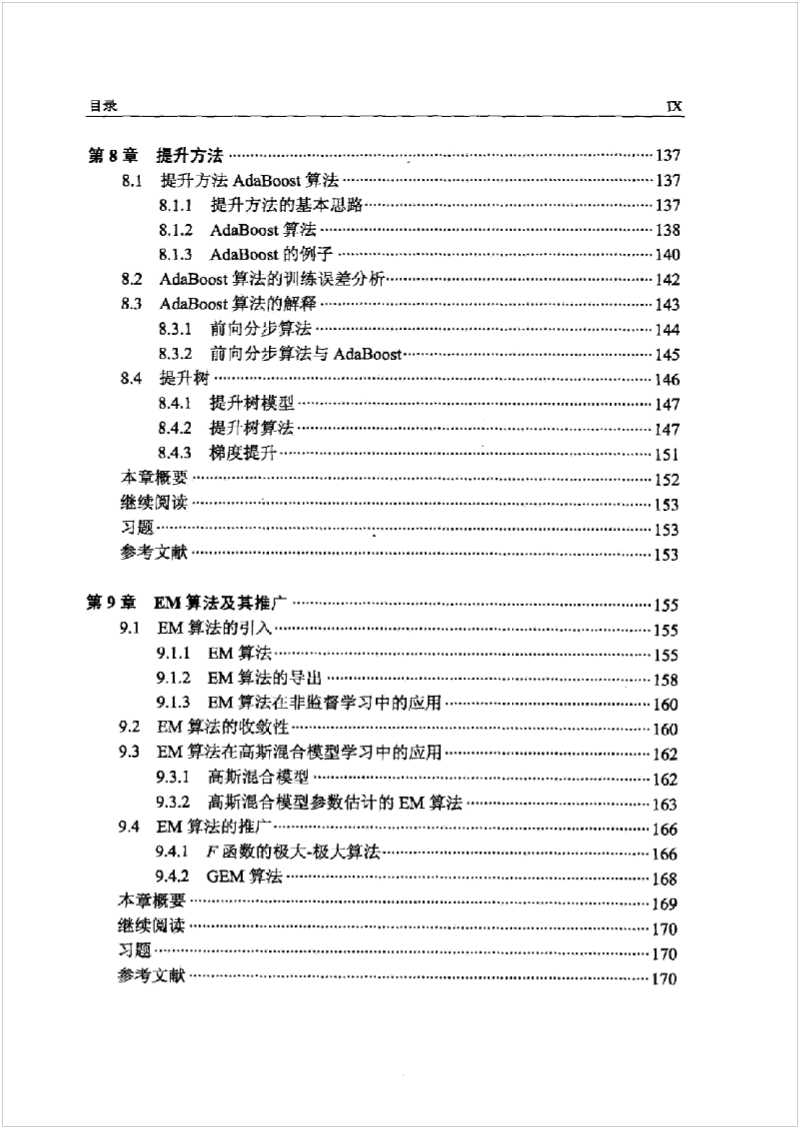 目录 IX
第 8 章 提升方法 ··· 137
8.1 提升方法 AdaBoost 算法 ··· 137
8.1.1 提升方法的基本思路 ··· 137
8.1.2 AdaBoost 算法 ··· 138
8.1.3 AdaBoost 的例子 ··· 140
8.2 AdaBoost 算法的训练误差分析 ··· 142
8.3 AdaBoost 算法的解释 ··· 143
8.3.1 前向分步算法 ··· 144
8.3.2 前向分步算法与 AdaBoost ··· 145
8.4 提升树 ··· 146
8.4.1 提升树模型 ··· 147
8.4.2 提升树算法 ··· 147
8.4.3 梯度提升 ··· 151
本章概要 ··· 152
继续阅读 ··· 153
习题 ··· 153
参考文献 ··· 153
第 9 章 EM 算法及其推广 ··· 155
9.1 EM 算法的引入 ··· 155
9.1.1 EM 算法 ··· 155
9.1.2 EM 算法的导出 ··· 158
9.1.3 EM 算法在非监督学习中的应用 ··· 160
9.2 EM 算法的收敛性 ··· 160
9.3 EM 算法在高斯混合模型学习中的应用 ··· 162
9.3.1 高斯混合模型 ··· 162
9.3.2 高斯混合模型参数估计的 EM 算法 ··· 163
9.4 EM 算法的推广 ··· 166
9.4.1 F 函数的极大-极大算法 ··· 166
9.4.2 GEM 算法 ··· 168
本章概要 ··· 169
继续阅读 ··· 170
习题 ··· 170
参考文献 ··· 170